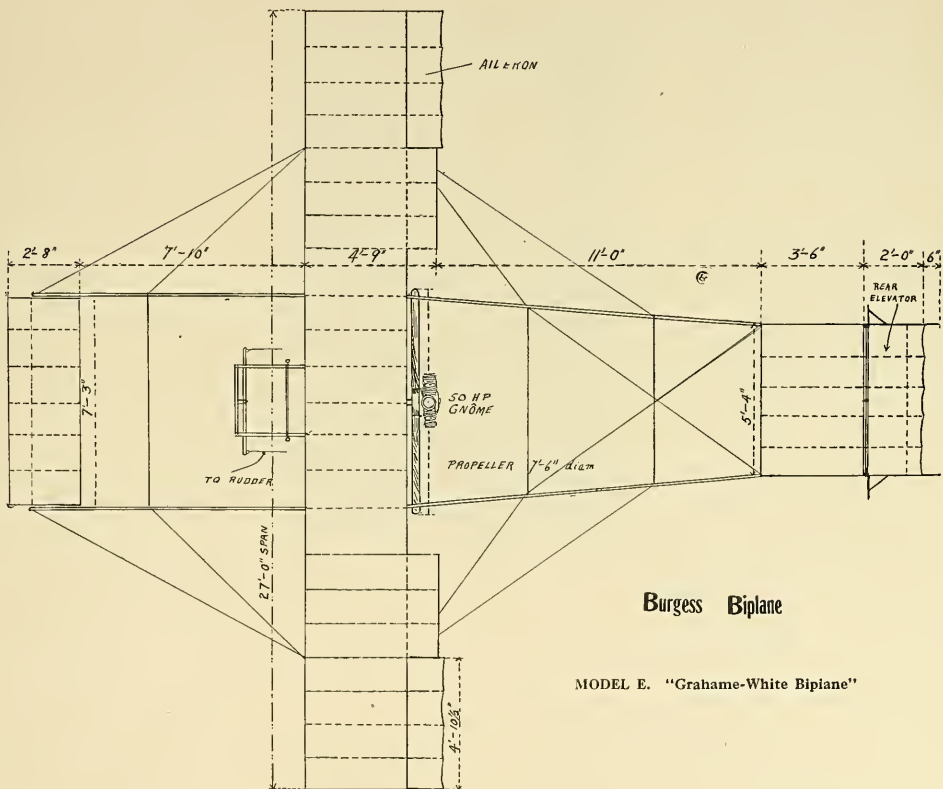 AILERON
2'-8" 7'-10" 4'-9" 11'-0" 3'-6" 2'-0" 6"
REAR
ELEVATOR
7'-3"
5'-4"
50 HP
GNÔME
PROPELLER 7'-6" diam
TO RUDDER
27'-0" SPAN
Burgess Biplane
MODEL E. "Grahame-White Biplane"
4'-10½"